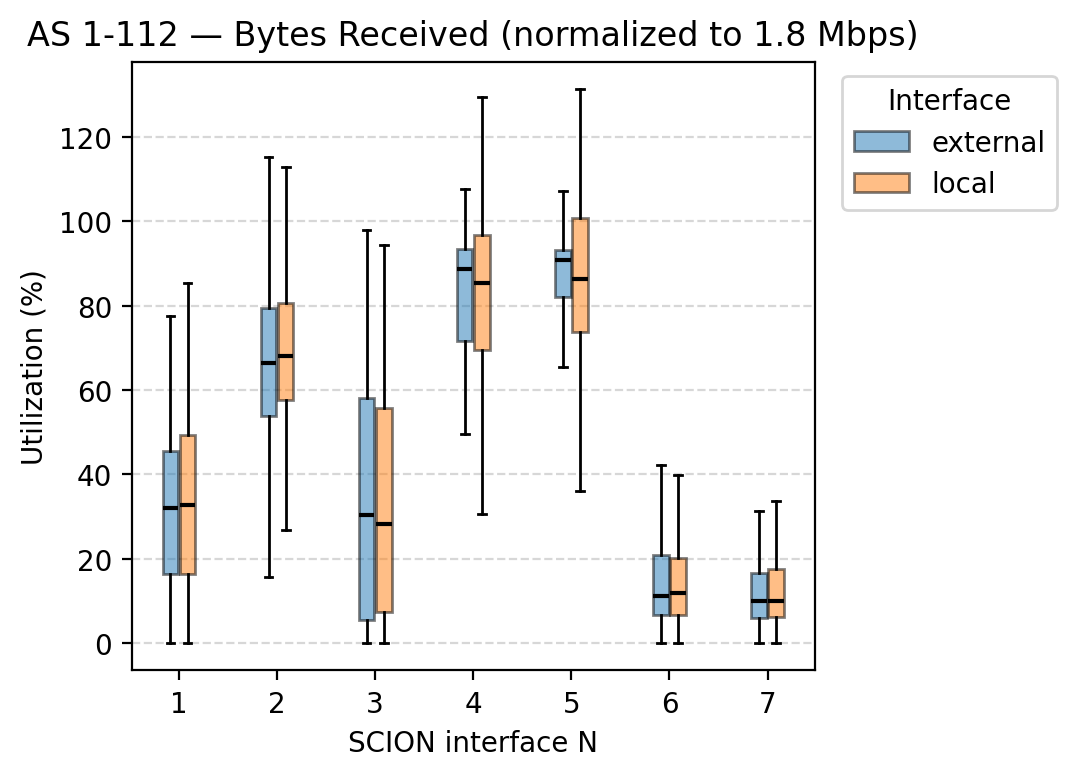 AS 1-112 — Bytes Received (normalized to 1.8 Mbps)
Interface
external
local
Utilization (%)
120
100
80
60
40
20
0
1 2 3 4 5 6 7
SCION interface N